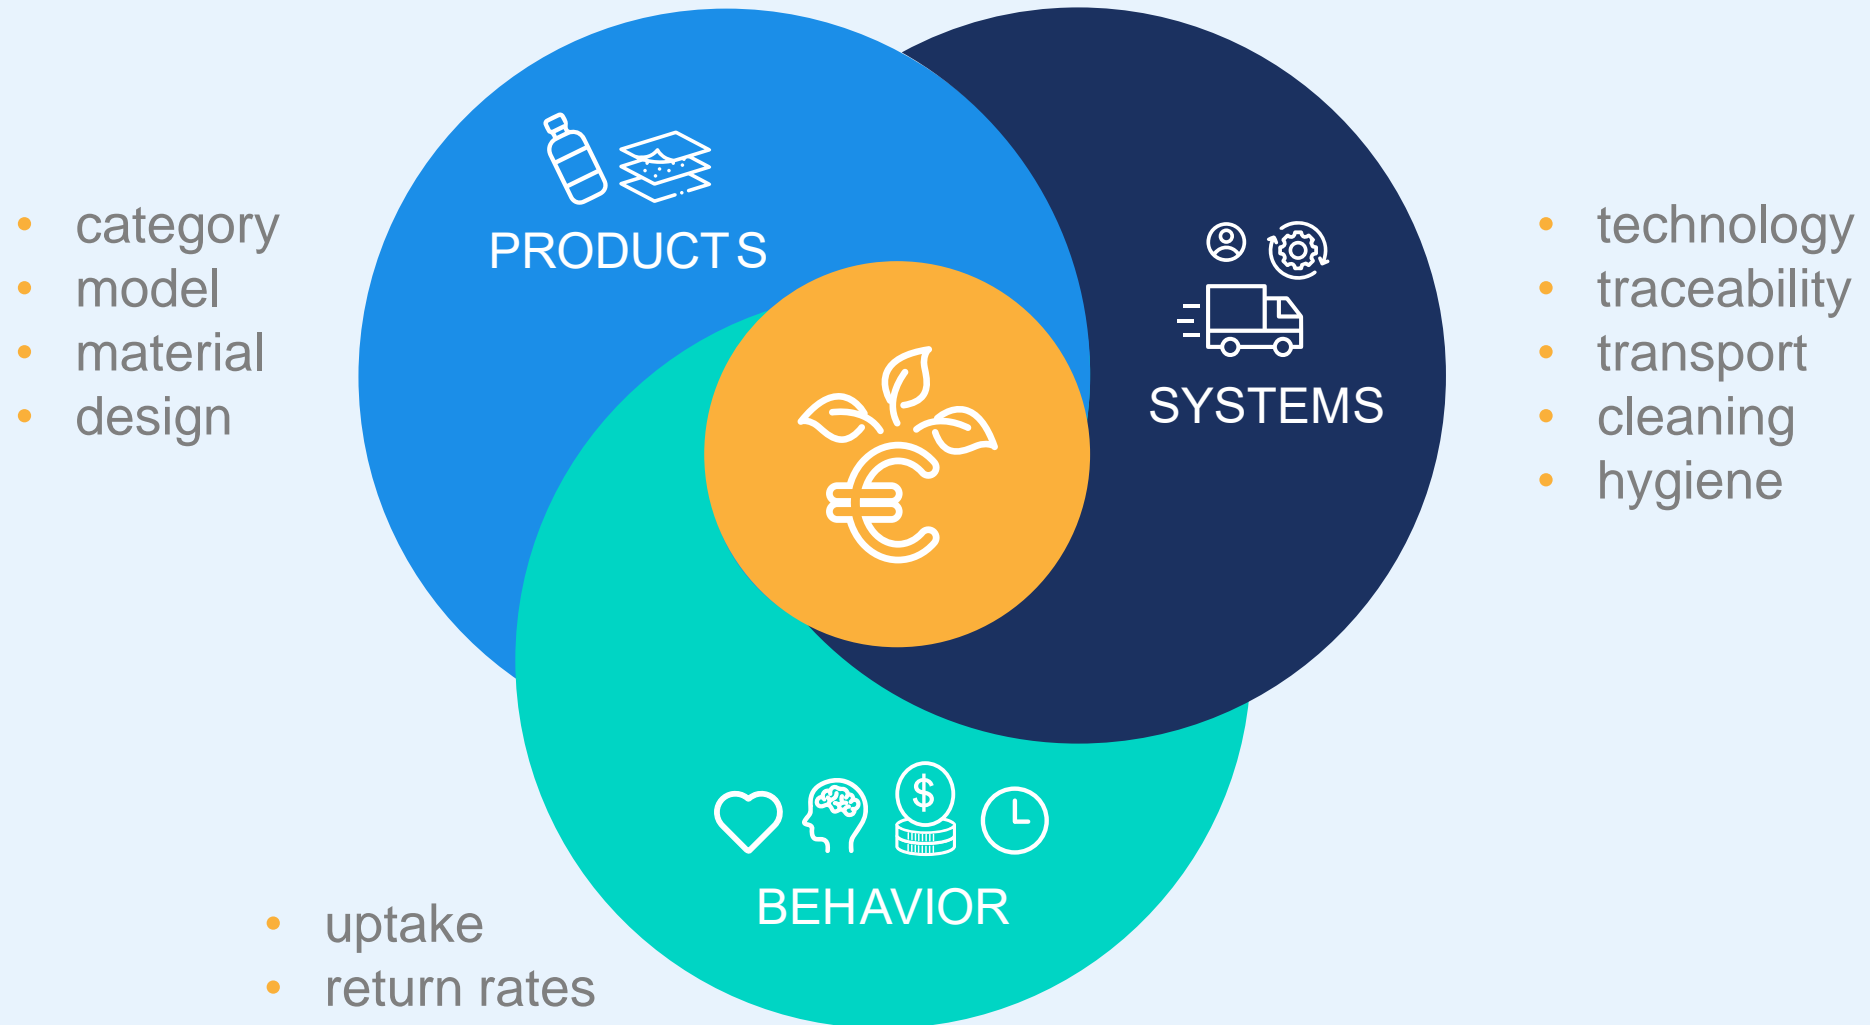 PRODUCTS
• category
• model
• material
• design
SYSTEMS
• technology
• traceability
• transport
• cleaning
• hygiene
€
$
BEHAVIOR
• uptake
• return rates